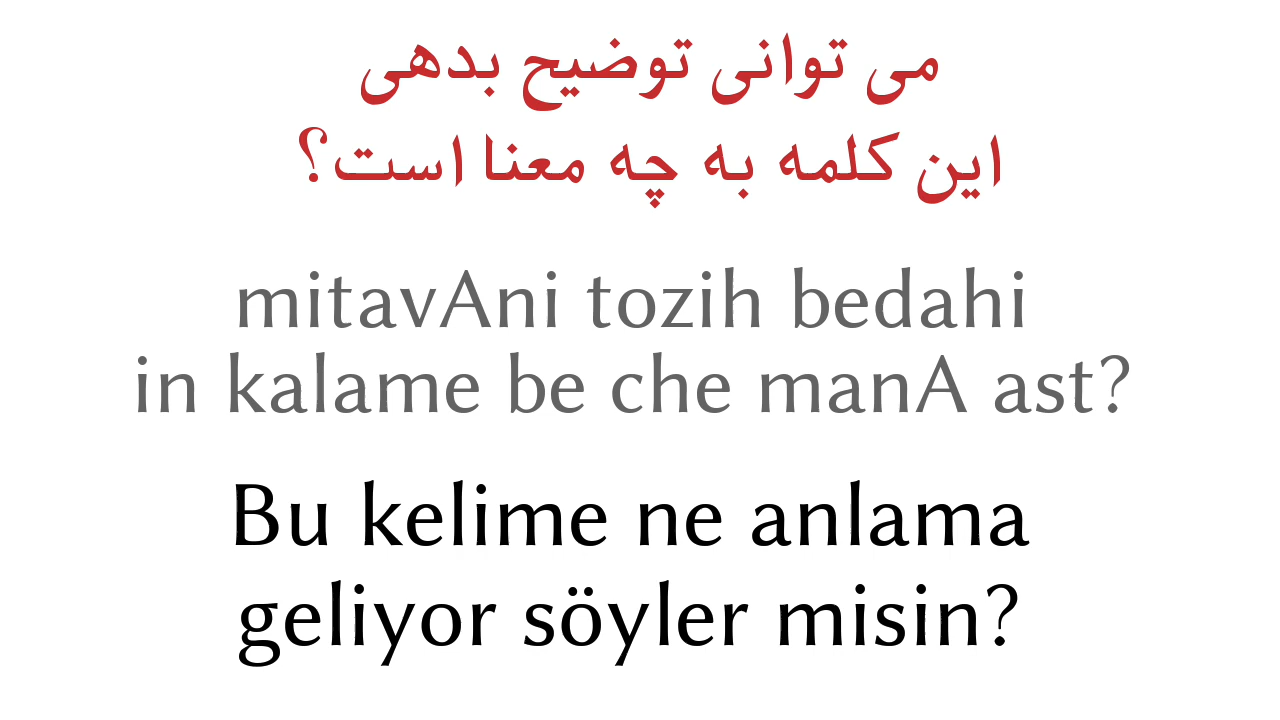 می توانی توضیح بدهی
این کلمه به چه معنا است؟
mitavAni tozih bedahi
in kalame be che manA ast?
Bu kelime ne anlama
geliyor söyler misin?